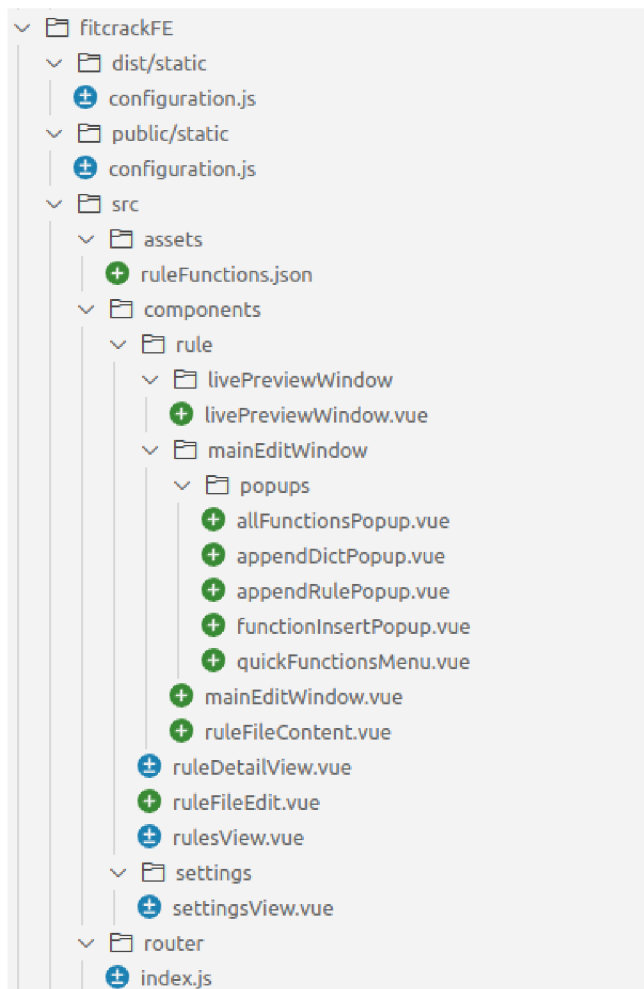 fitcrackFE
dist/static
configuration.js
public/static
configuration.js
src
assets
ruleFunctions.json
components
rule
livePreviewWindow
livePreviewWindow.vue
mainEditWindow
popups
allFunctionsPopup.vue
appendDictPopup.vue
appendRulePopup.vue
functionInsertPopup.vue
quickFunctionsMenu.vue
mainEditWindow.vue
ruleFileContent.vue
ruleDetailView.vue
ruleFileEdit.vue
rulesView.vue
settings
settingsView.vue
router
index.js